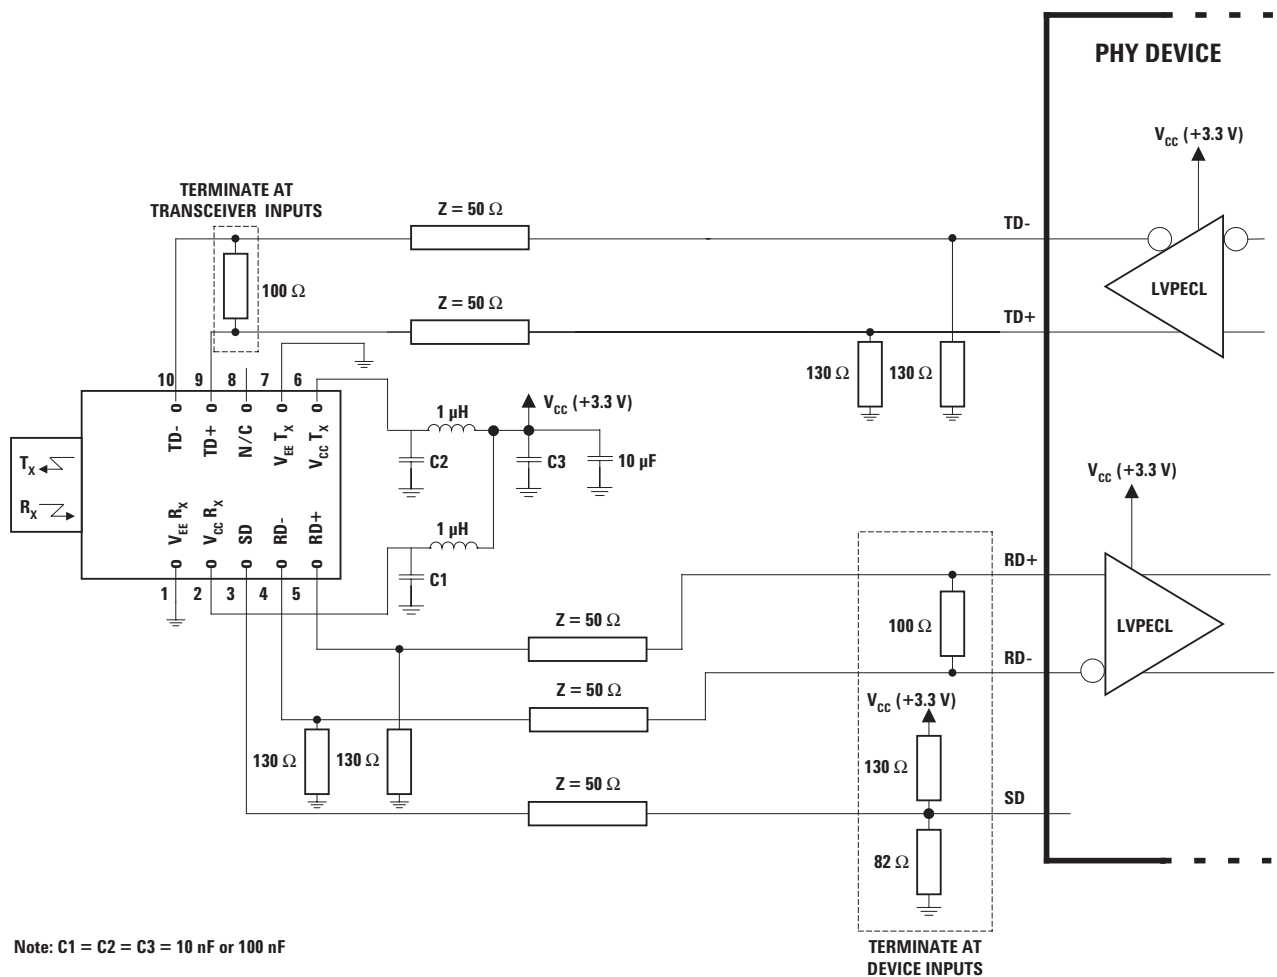 PHY DEVICE
V_CC (+3.3 V)
TERMINATE AT
TRANSCEIVER INPUTS
Z = 50 Ω
TD-
LVPECL
100 Ω
Z = 50 Ω
TD+
130 Ω
130 Ω
10 9 8 7 6
TD-
TD+
N/C
V_EE T_X
V_CC T_X
1 µH
V_CC (+3.3 V)
C2
C3
10 µF
T_X
R_X
V_EE R_X
V_CC R_X
SD
RD-
RD+
1 µH
C1
1 2 3 4 5
V_CC (+3.3 V)
RD+
LVPECL
100 Ω
RD-
Z = 50 Ω
Z = 50 Ω
V_CC (+3.3 V)
130 Ω
130 Ω
130 Ω
Z = 50 Ω
SD
82 Ω
Note: C1 = C2 = C3 = 10 nF or 100 nF
TERMINATE AT
DEVICE INPUTS